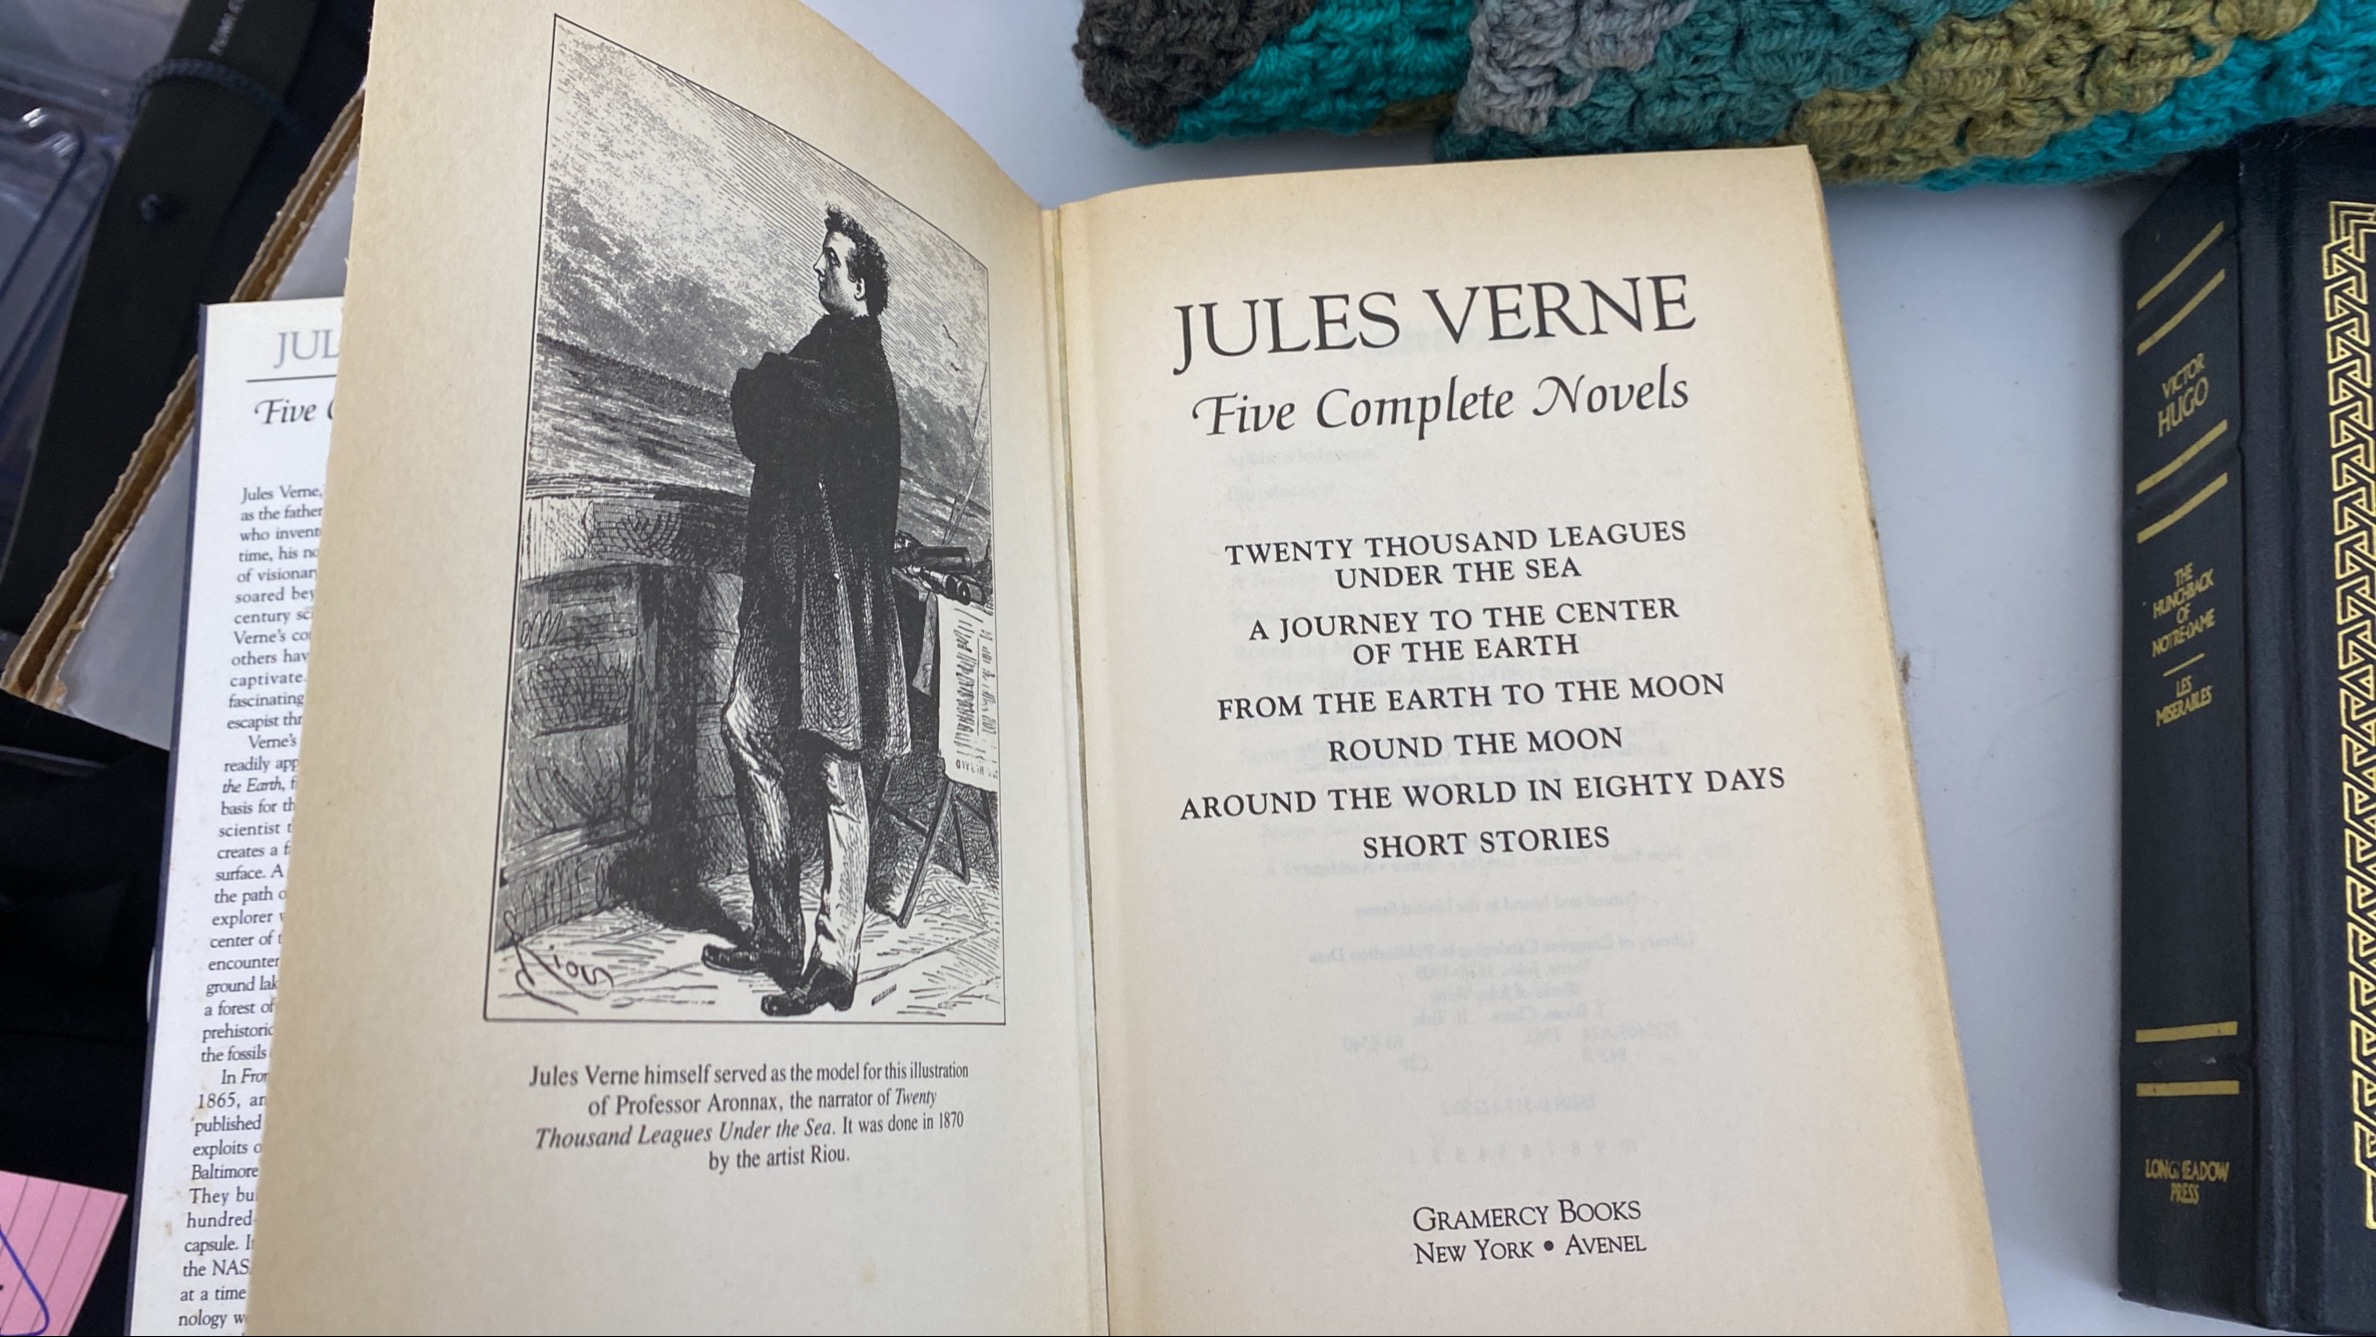 TUMI.CO
JUL
Five C
Jules Verne,
as the father
who invent
time, his no
of visionar
soared bey
century sc
Verne's co
others hav
captivate.
fascinating
escapist thr
Verne's
readily app
the Earth, f
basis for th
scientist t
creates a f
surface. A
the path o
explorer
center of t
encounter
ground lak
a forest of
prehistoric
the fossils
In Fron
1865, an
published
exploits o
Baltimore
They bu
hundred-
capsule. I
the NAS
at a time
nology w
Riou
Jules Verne himself served as the model for this illustration
of Professor Aronnax, the narrator of Twenty
Thousand Leagues Under the Sea. It was done in 1870
by the artist Riou.
JULES VERNE
Five Complete Novels
TWENTY THOUSAND LEAGUES
UNDER THE SEA
A JOURNEY TO THE CENTER
OF THE EARTH
FROM THE EARTH TO THE MOON
ROUND THE MOON
AROUND THE WORLD IN EIGHTY DAYS
SHORT STORIES
GRAMERCY BOOKS
NEW YORK • AVENEL
VICTOR
HUGO
THE
HUNCHBACK
OF
NOTRE-DAME
LES
MISERABLES
LONGMEADOW
PRESS